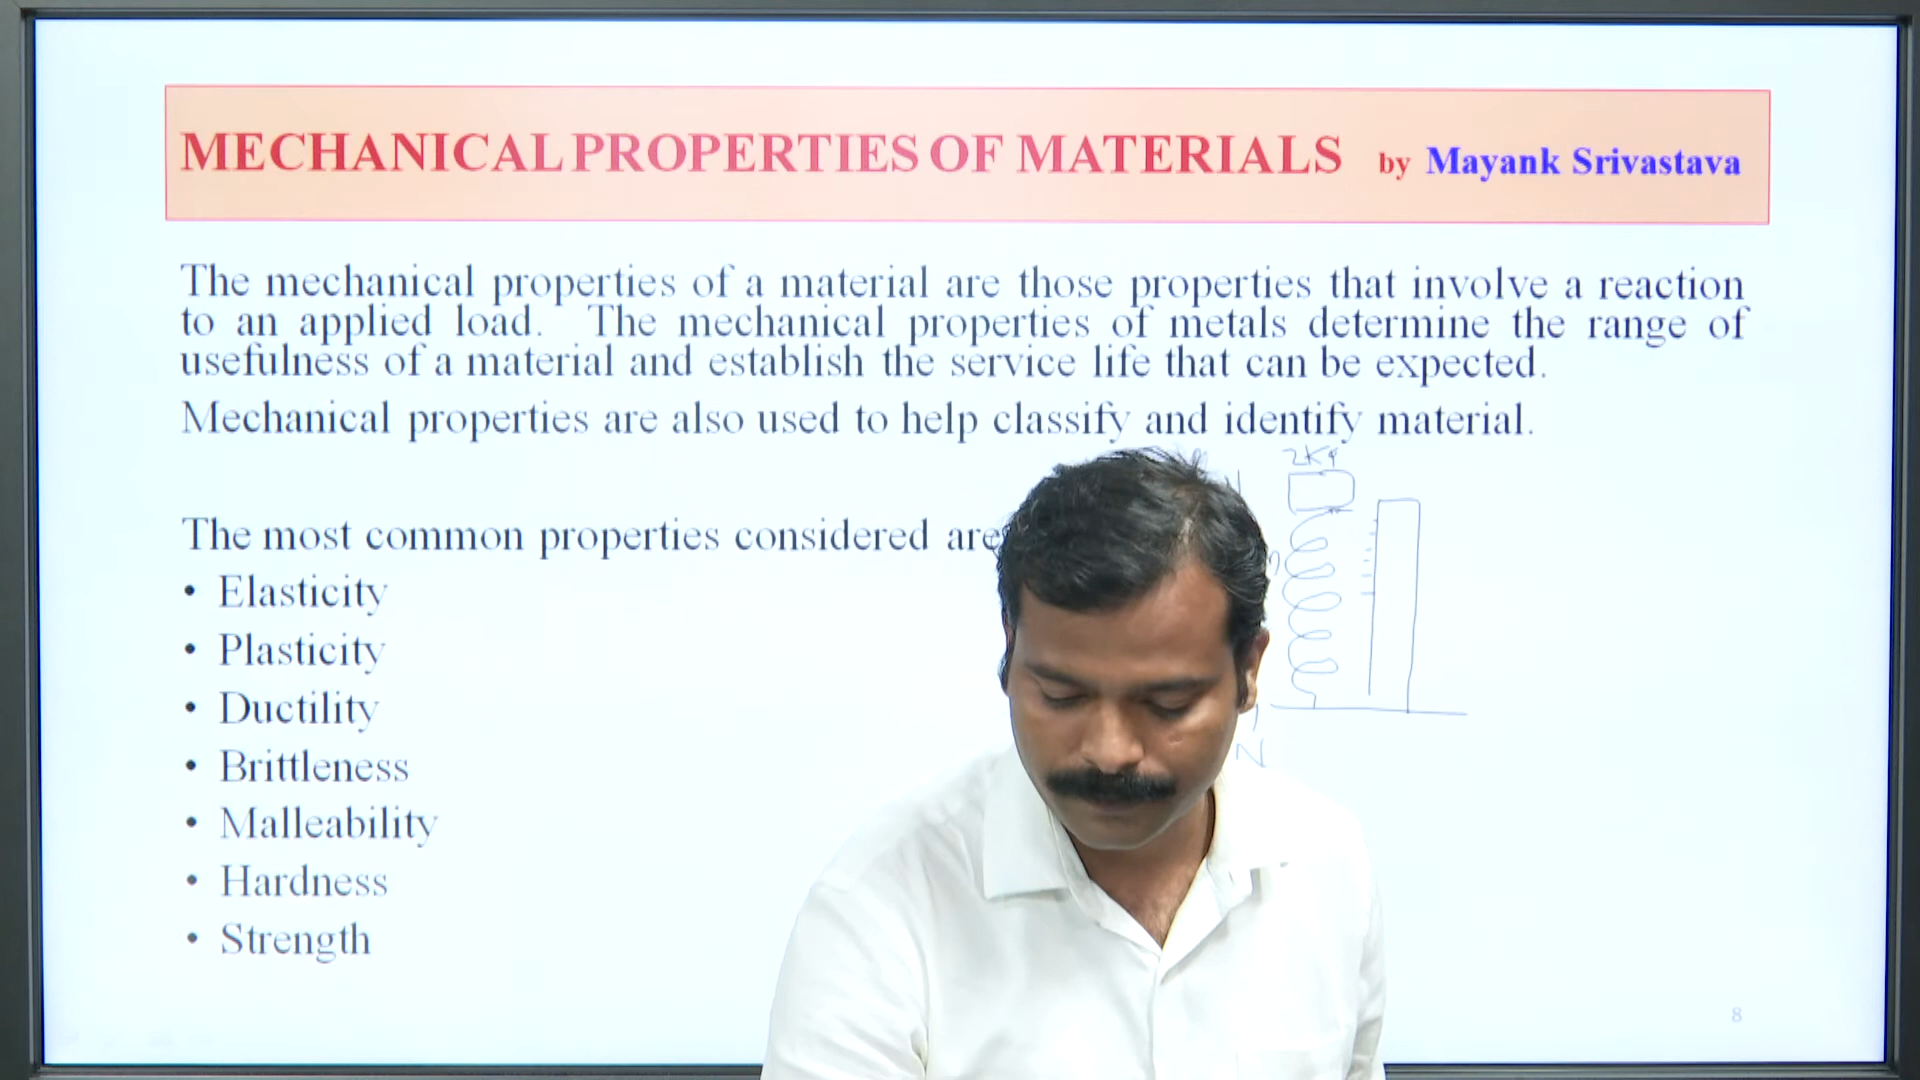 MECHANICAL PROPERTIES OF MATERIALS by Mayank Srivastava
The mechanical properties of a material are those properties that involve a reaction
to an applied load. The mechanical properties of metals determine the range of
usefulness of a material and establish the service life that can be expected.
Mechanical properties are also used to help classify and identify material.
2Kg
The most common properties considered are
• Elasticity
• Plasticity
• Ductility
• Brittleness
• Malleability
• Hardness
• Strength
8